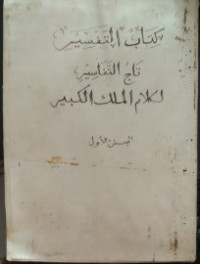 كتاب التفسير
تاج التفاسير
لكلام الملك الكبير
الجزء الأول